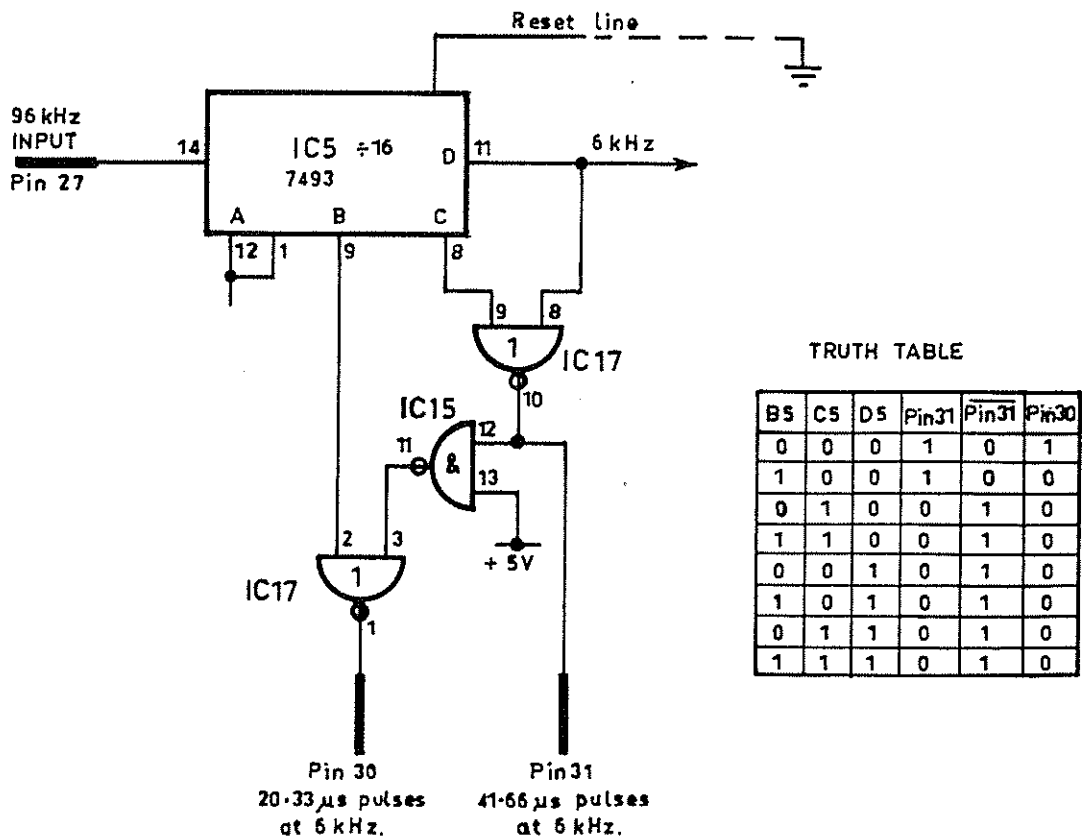 Reset line
96 kHz
INPUT
Pin 27
14
IC5 ÷16
7493
D
11
6 kHz
A
B
C
12
1
9
8
9
8
1
IC17
10
IC15
11
&
12
13
+ 5V
2
3
1
IC17
1
Pin 30
20·33 µs pulses
at 6 kHz.
Pin 31
41·66 µs pulses
at 6 kHz.
TRUTH TABLE
B5 C5 D5 Pin31 Pin31 Pin30
0 0 0 1 0 1
1 0 0 1 0 0
0 1 0 0 1 0
1 1 0 0 1 0
0 0 1 0 1 0
1 0 1 0 1 0
0 1 1 0 1 0
1 1 1 0 1 0